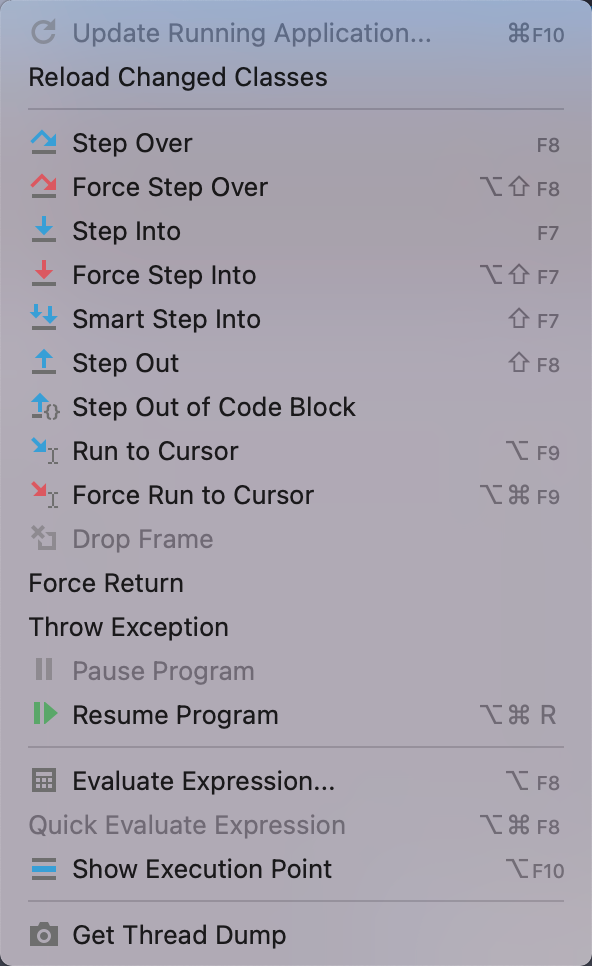 Update Running Application... ⌘F10
Reload Changed Classes
Step Over F8
Force Step Over ⌥⇧F8
Step Into F7
Force Step Into ⌥⇧F7
Smart Step Into ⇧F7
Step Out ⇧F8
Step Out of Code Block
Run to Cursor ⌥F9
Force Run to Cursor ⌥⌘F9
Drop Frame
Force Return
Throw Exception
Pause Program
Resume Program ⌥⌘R
Evaluate Expression... ⌥F8
Quick Evaluate Expression ⌥⌘F8
Show Execution Point ⌥F10
Get Thread Dump